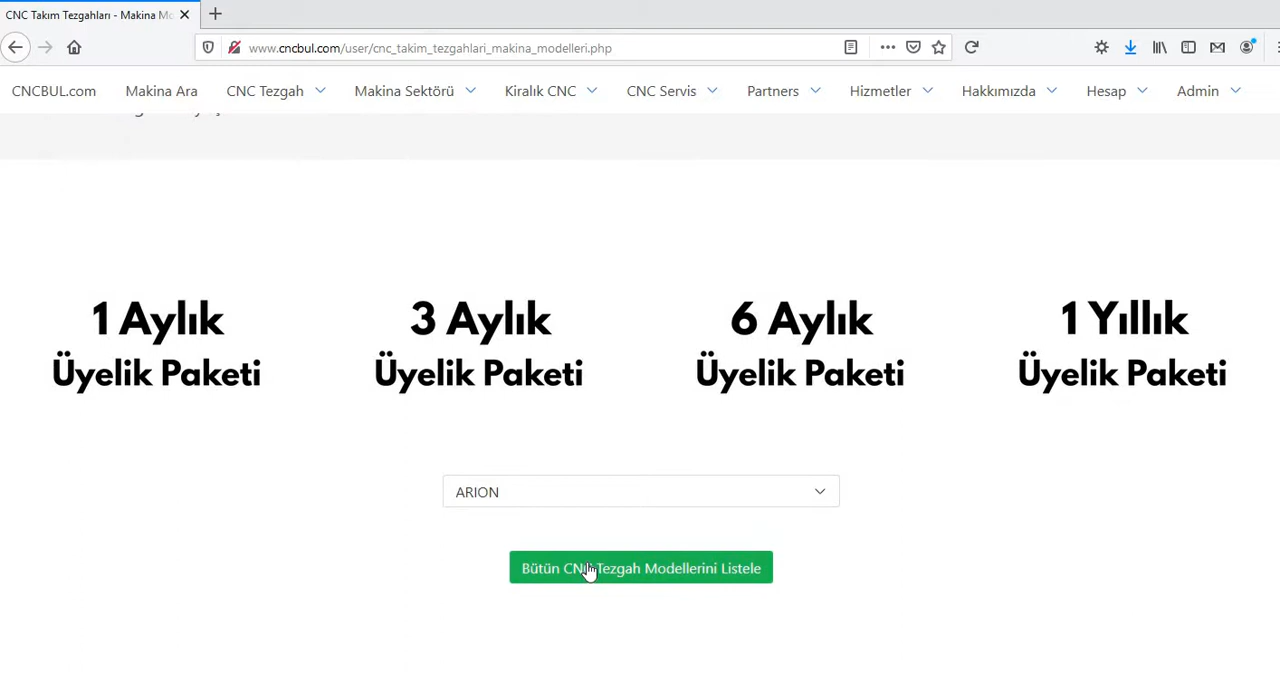 CNC Takım Tezgahları - Makina Mo
www.cncbul.com/user/cnc_takim_tezgahlari_makina_modelleri.php
CNCBUL.com Makina Ara CNC Tezgah Makina Sektörü Kiralık CNC CNC Servis Partners Hizmetler Hakkımızda Hesap Admin
1 Aylık
Üyelik Paketi
3 Aylık
Üyelik Paketi
6 Aylık
Üyelik Paketi
1 Yıllık
Üyelik Paketi
ARION
Bütün CNC Tezgah Modellerini Listele